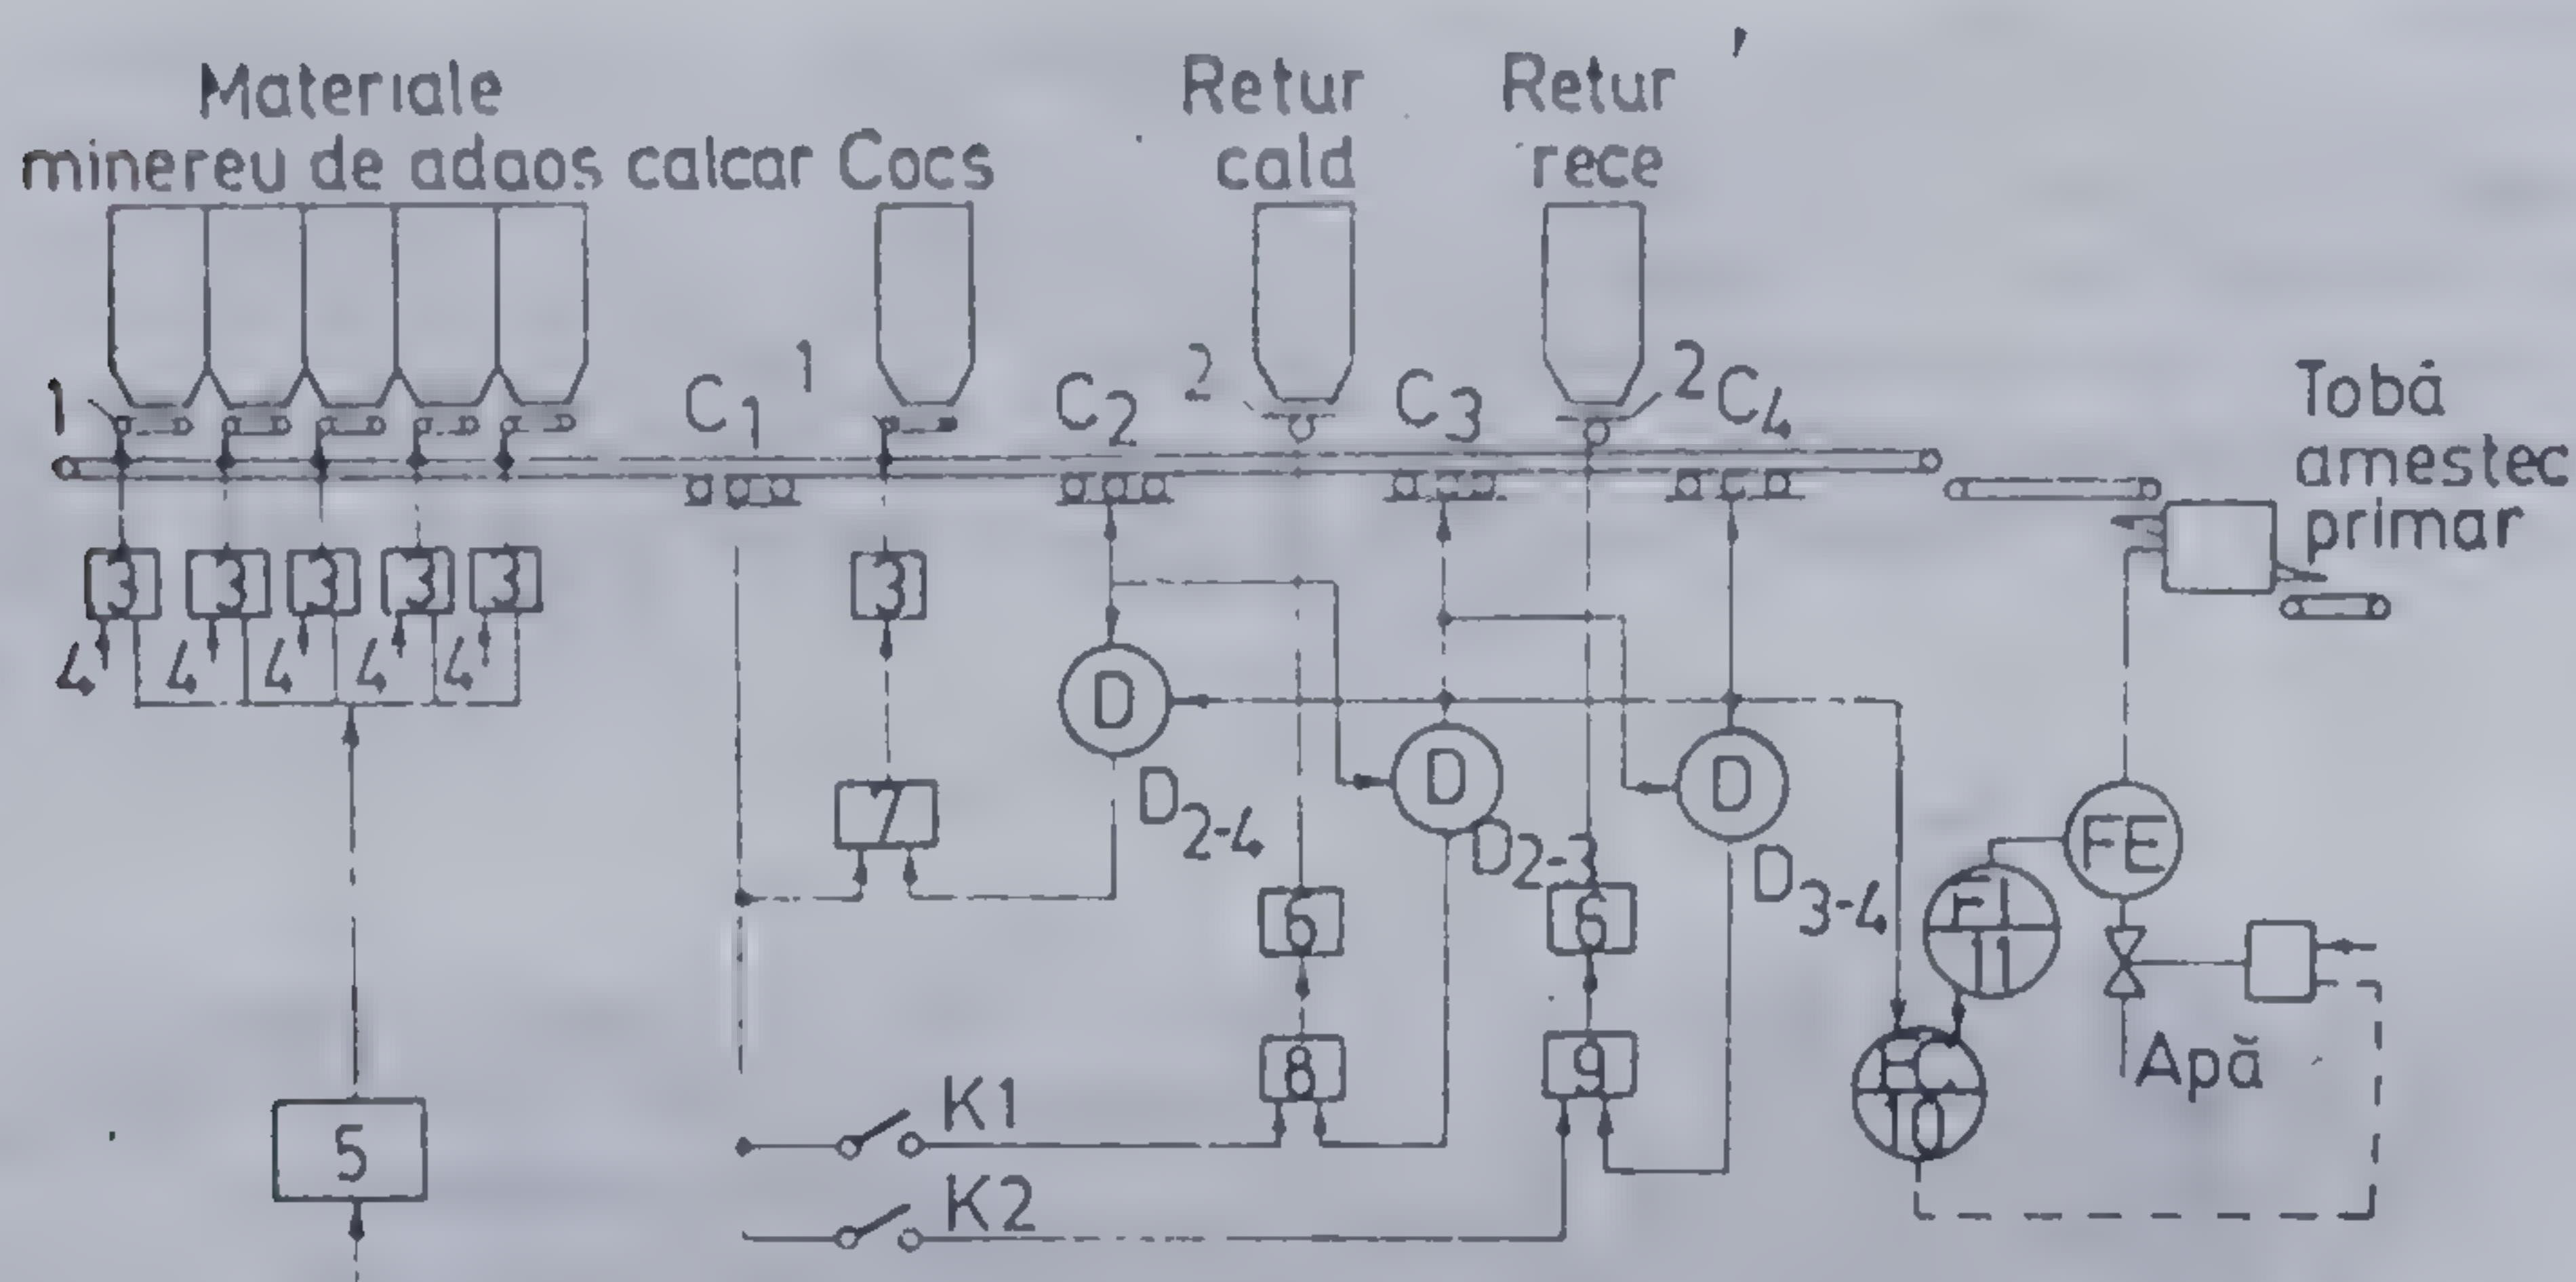 Materiale
minereu de adaos calcar Cocs
Retur
cald
Retur
rece
1
C1
1
C2
2
C3
2
C4
Tobă
amestec
primar
3
3
3
3
3
3
4
4
4
4
4
D
D2-4
D
D2-3
D
D3-4
7
FE
FI
11
6
6
5
8
9
K1
K2
FC
10
Apă